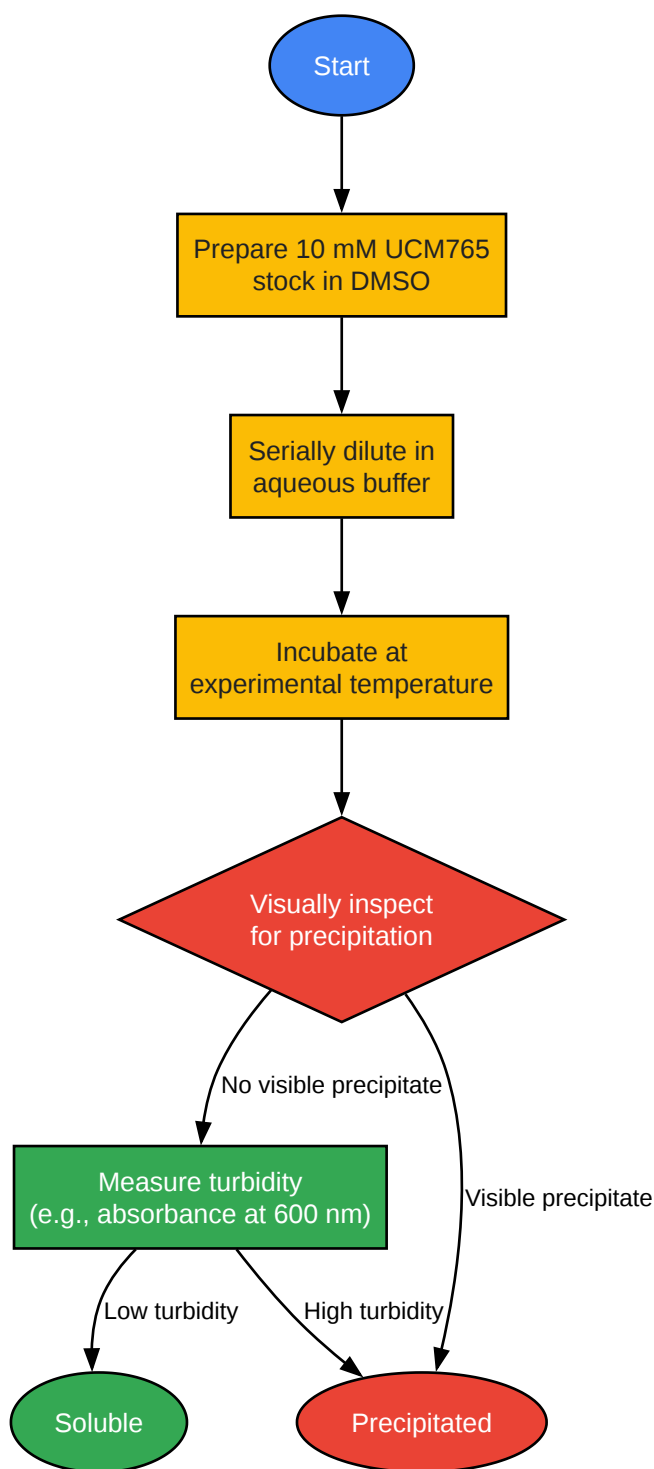 Start
Prepare 10 mM UCM765
stock in DMSO
Serially dilute in
aqueous buffer
Incubate at
experimental temperature
Visually inspect
for precipitation
No visible precipitate
Measure turbidity
(e.g., absorbance at 600 nm)
Visible precipitate
Low turbidity
High turbidity
Soluble
Precipitated